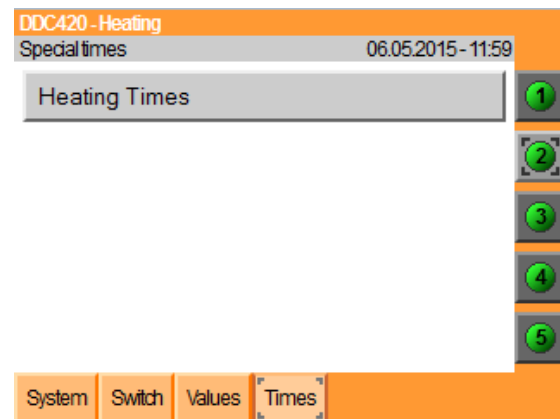 DDC420 - Heating
Special times 06.05.2015 - 11:59
Heating Times
1
2
3
4
5
System Switch Values Times